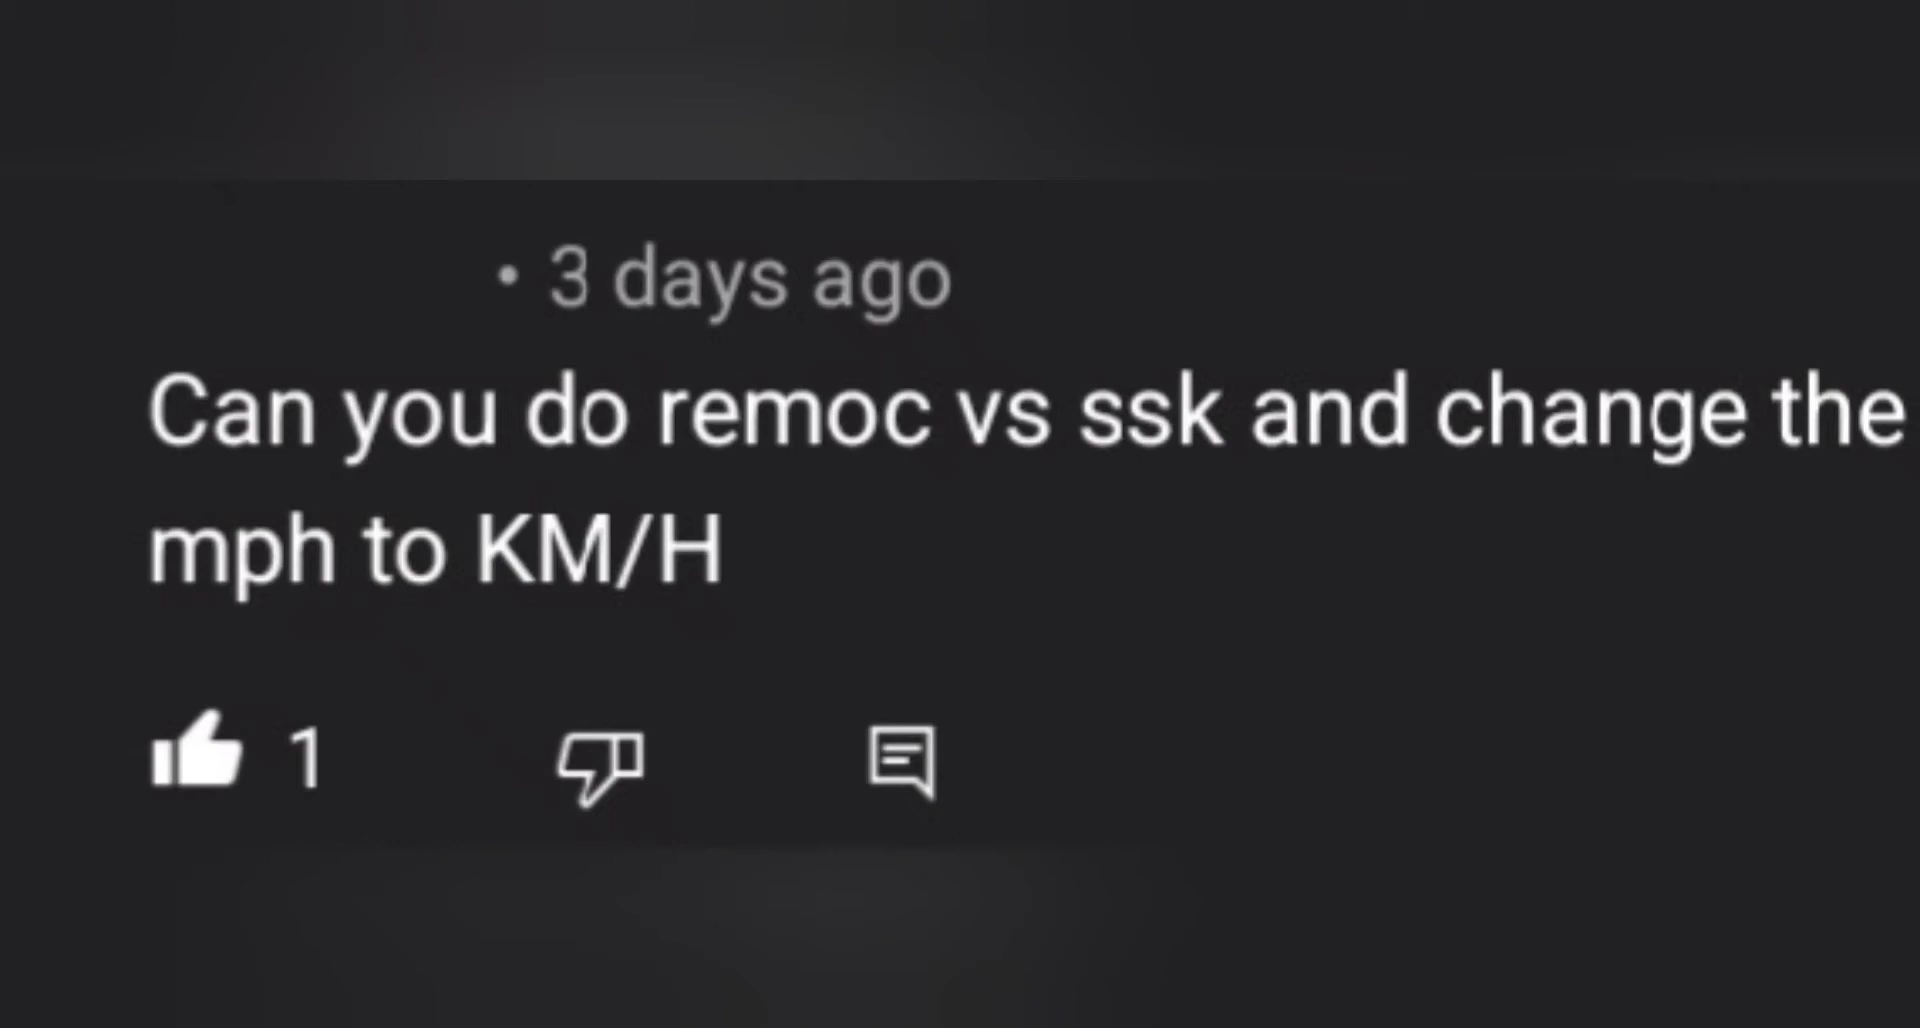 • 3 days ago
Can you do remoc vs ssk and change the
mph to KM/H
1